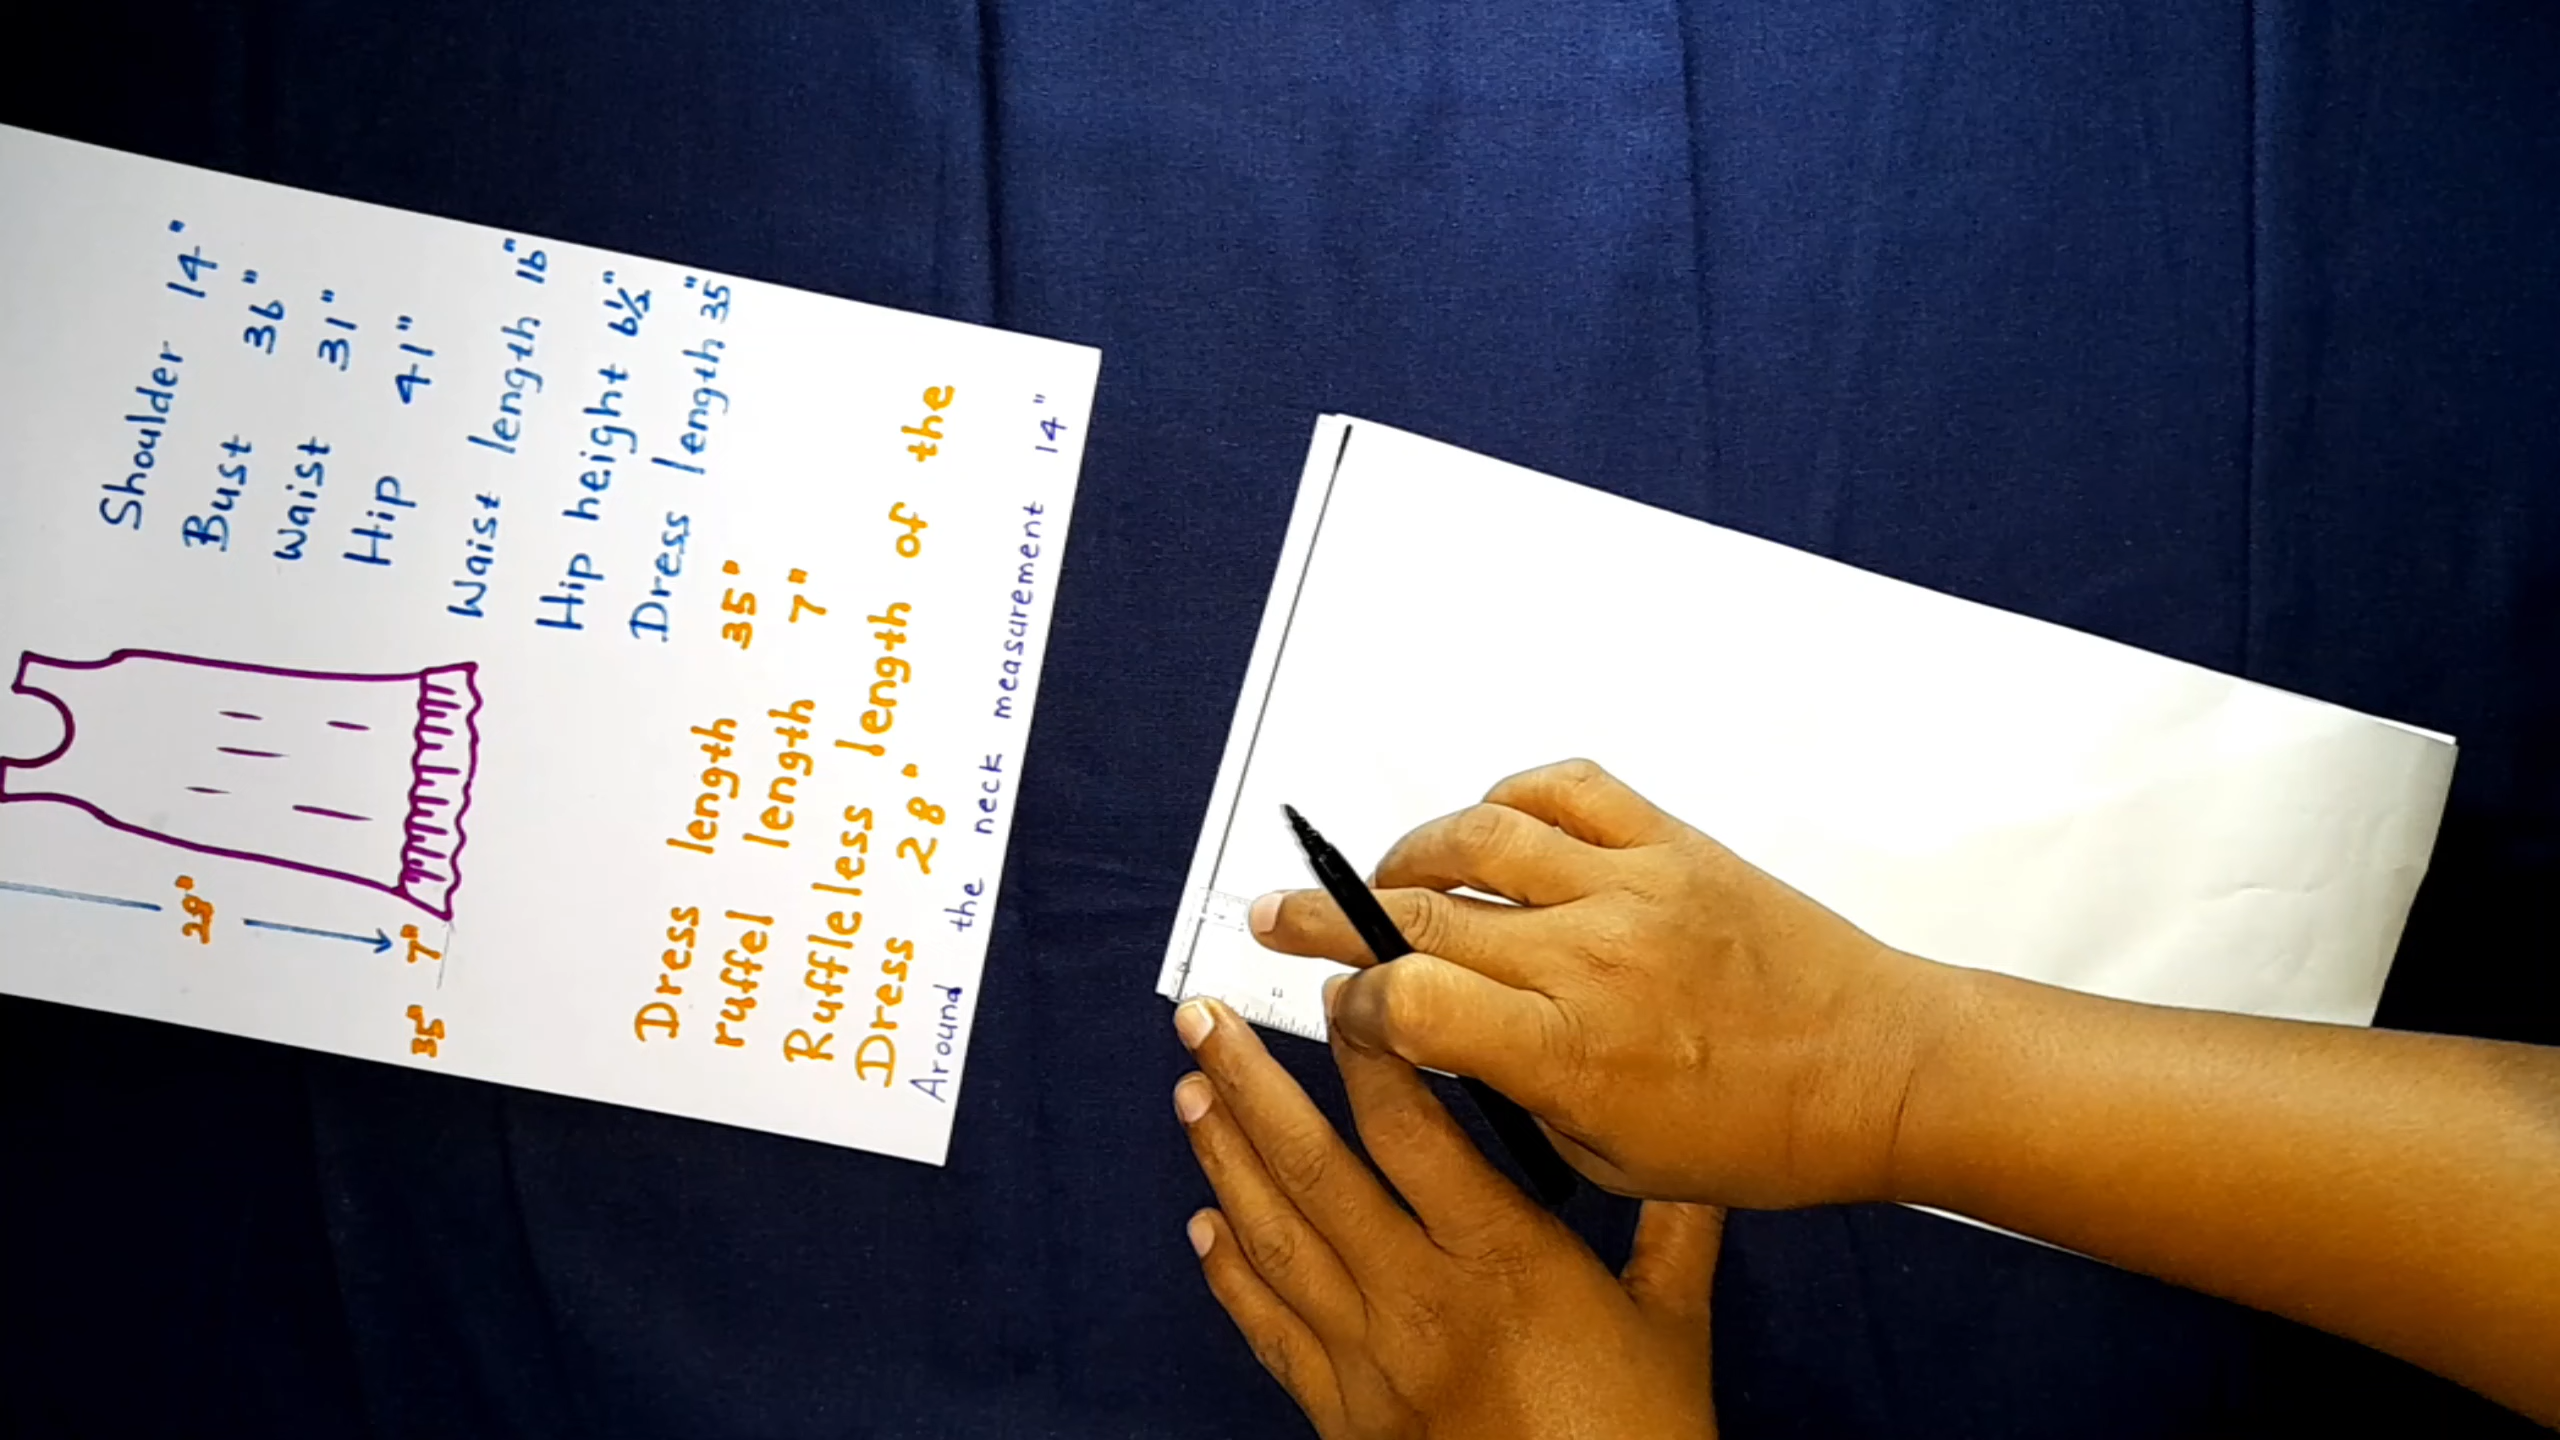 Shoulder 14"
Bust 36"
Waist 31"
Hip 41"
Waist length 16"
Hip height 6½"
Dress length 35"
Dress length 35"
ruffel length 7"
Ruffleless length of the
Dress 28"
Around the neck measurement 14"
28"
7"
35"